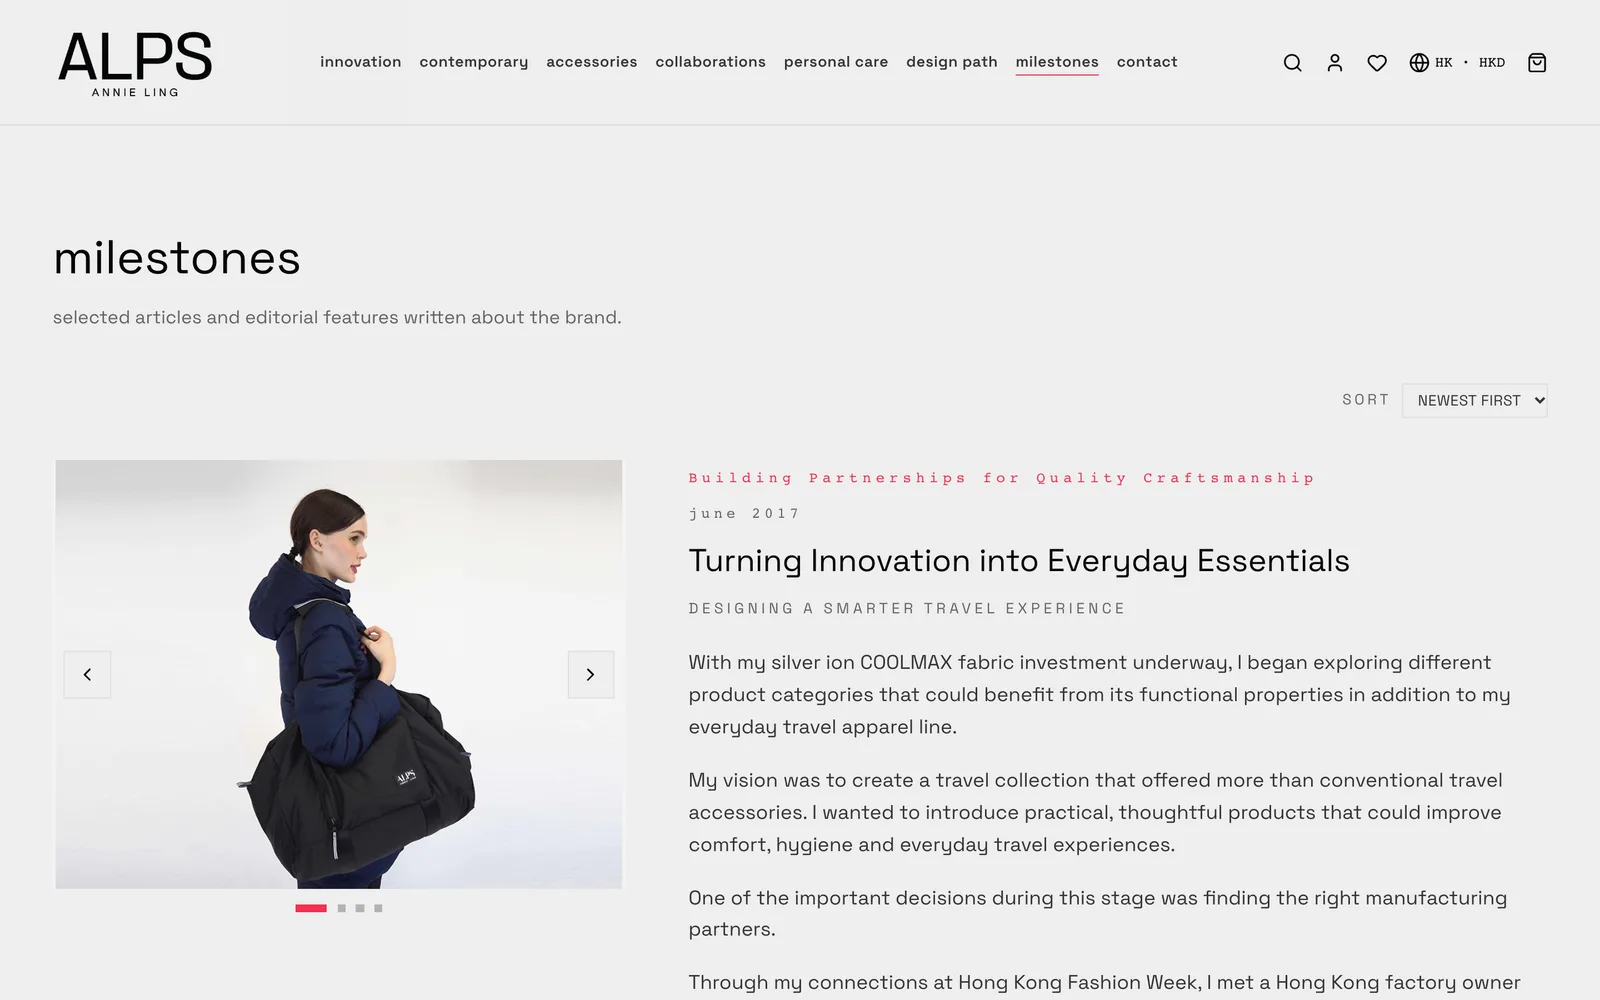 ALPS
ANNIE LING
innovation contemporary accessories collaborations personal care design path milestones contact
HK · HKD
milestones
selected articles and editorial features written about the brand.
SORT NEWEST FIRST
ALPS
Building Partnerships for Quality Craftsmanship
june 2017
Turning Innovation into Everyday Essentials
DESIGNING A SMARTER TRAVEL EXPERIENCE
With my silver ion COOLMAX fabric investment underway, I began exploring different
product categories that could benefit from its functional properties in addition to my
everyday travel apparel line.
My vision was to create a travel collection that offered more than conventional travel
accessories. I wanted to introduce practical, thoughtful products that could improve
comfort, hygiene and everyday travel experiences.
One of the important decisions during this stage was finding the right manufacturing
partners.
Through my connections at Hong Kong Fashion Week, I met a Hong Kong factory owner